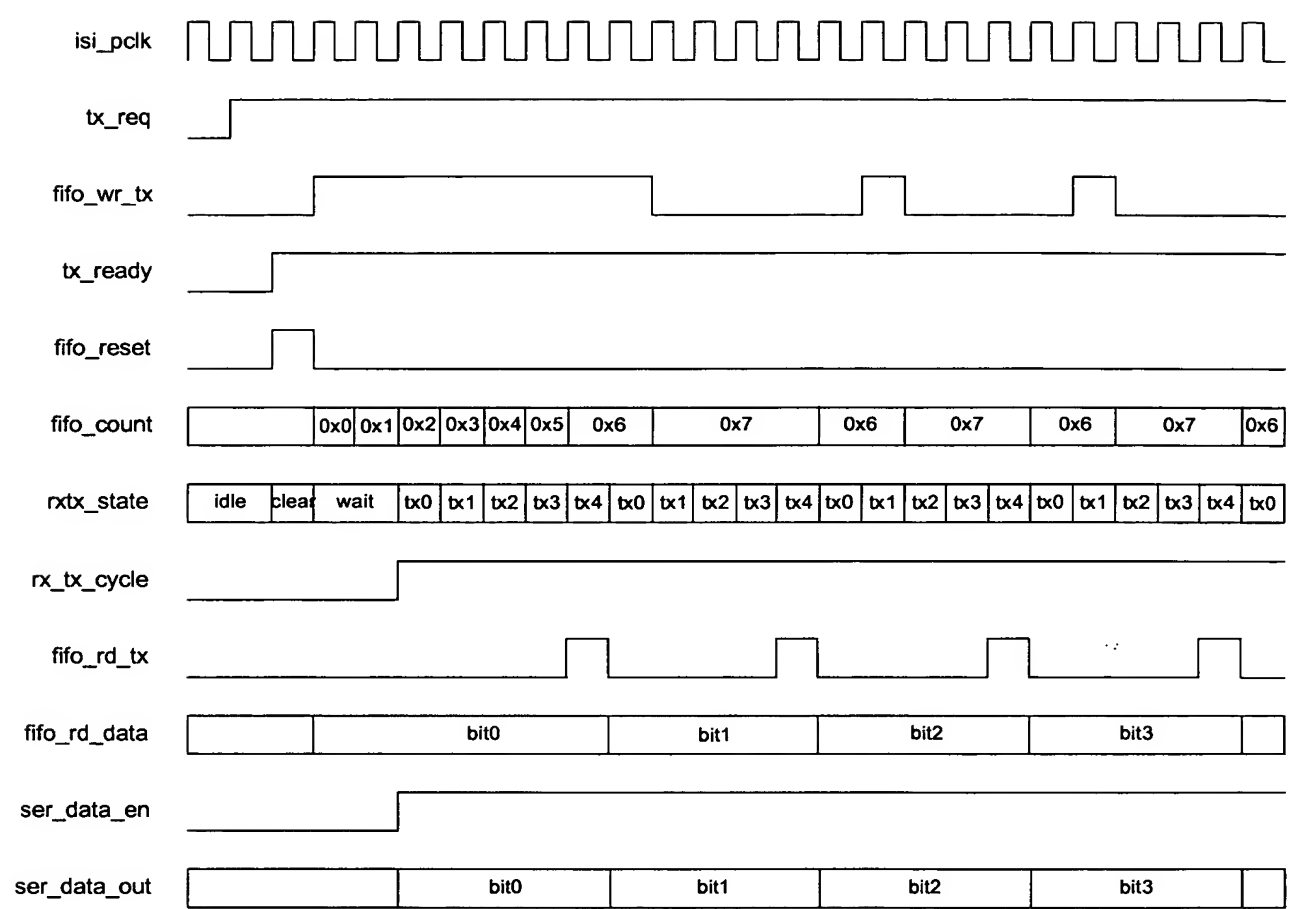 isi_pclk
tx_req
fifo_wr_tx
tx_ready
fifo_reset
fifo_count 0x0 0x1 0x2 0x3 0x4 0x5 0x6 0x7 0x6 0x7 0x6 0x7 0x6
rxtx_state idle clear wait tx0 tx1 tx2 tx3 tx4 tx0 tx1 tx2 tx3 tx4 tx0 tx1 tx2 tx3 tx4 tx0 tx1 tx2 tx3 tx4 tx0
rx_tx_cycle
fifo_rd_tx
fifo_rd_data bit0 bit1 bit2 bit3
ser_data_en
ser_data_out bit0 bit1 bit2 bit3